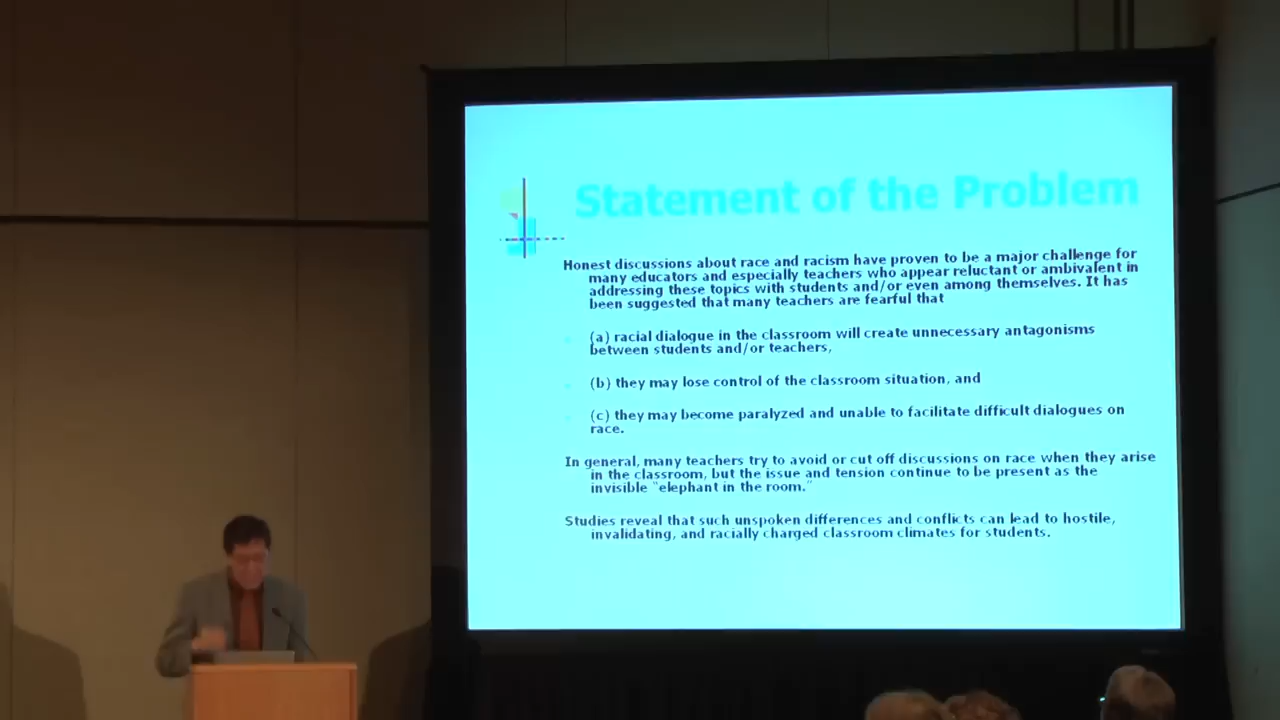 Statement of the Problem
Honest discussions about race and racism have proven to be a major challenge for
many educators and especially teachers who appear reluctant or ambivalent in
addressing these topics with students and/or even among themselves. It has
been suggested that many teachers are fearful that
(a) racial dialogue in the classroom will create unnecessary antagonisms
between students and/or teachers,
(b) they may lose control of the classroom situation, and
(c) they may become paralyzed and unable to facilitate difficult dialogues on
race.
In general, many teachers try to avoid or cut off discussions on race when they arise
in the classroom, but the issue and tension continue to be present as the
invisible "elephant in the room."
Studies reveal that such unspoken differences and conflicts can lead to hostile,
invalidating, and racially charged classroom climates for students.